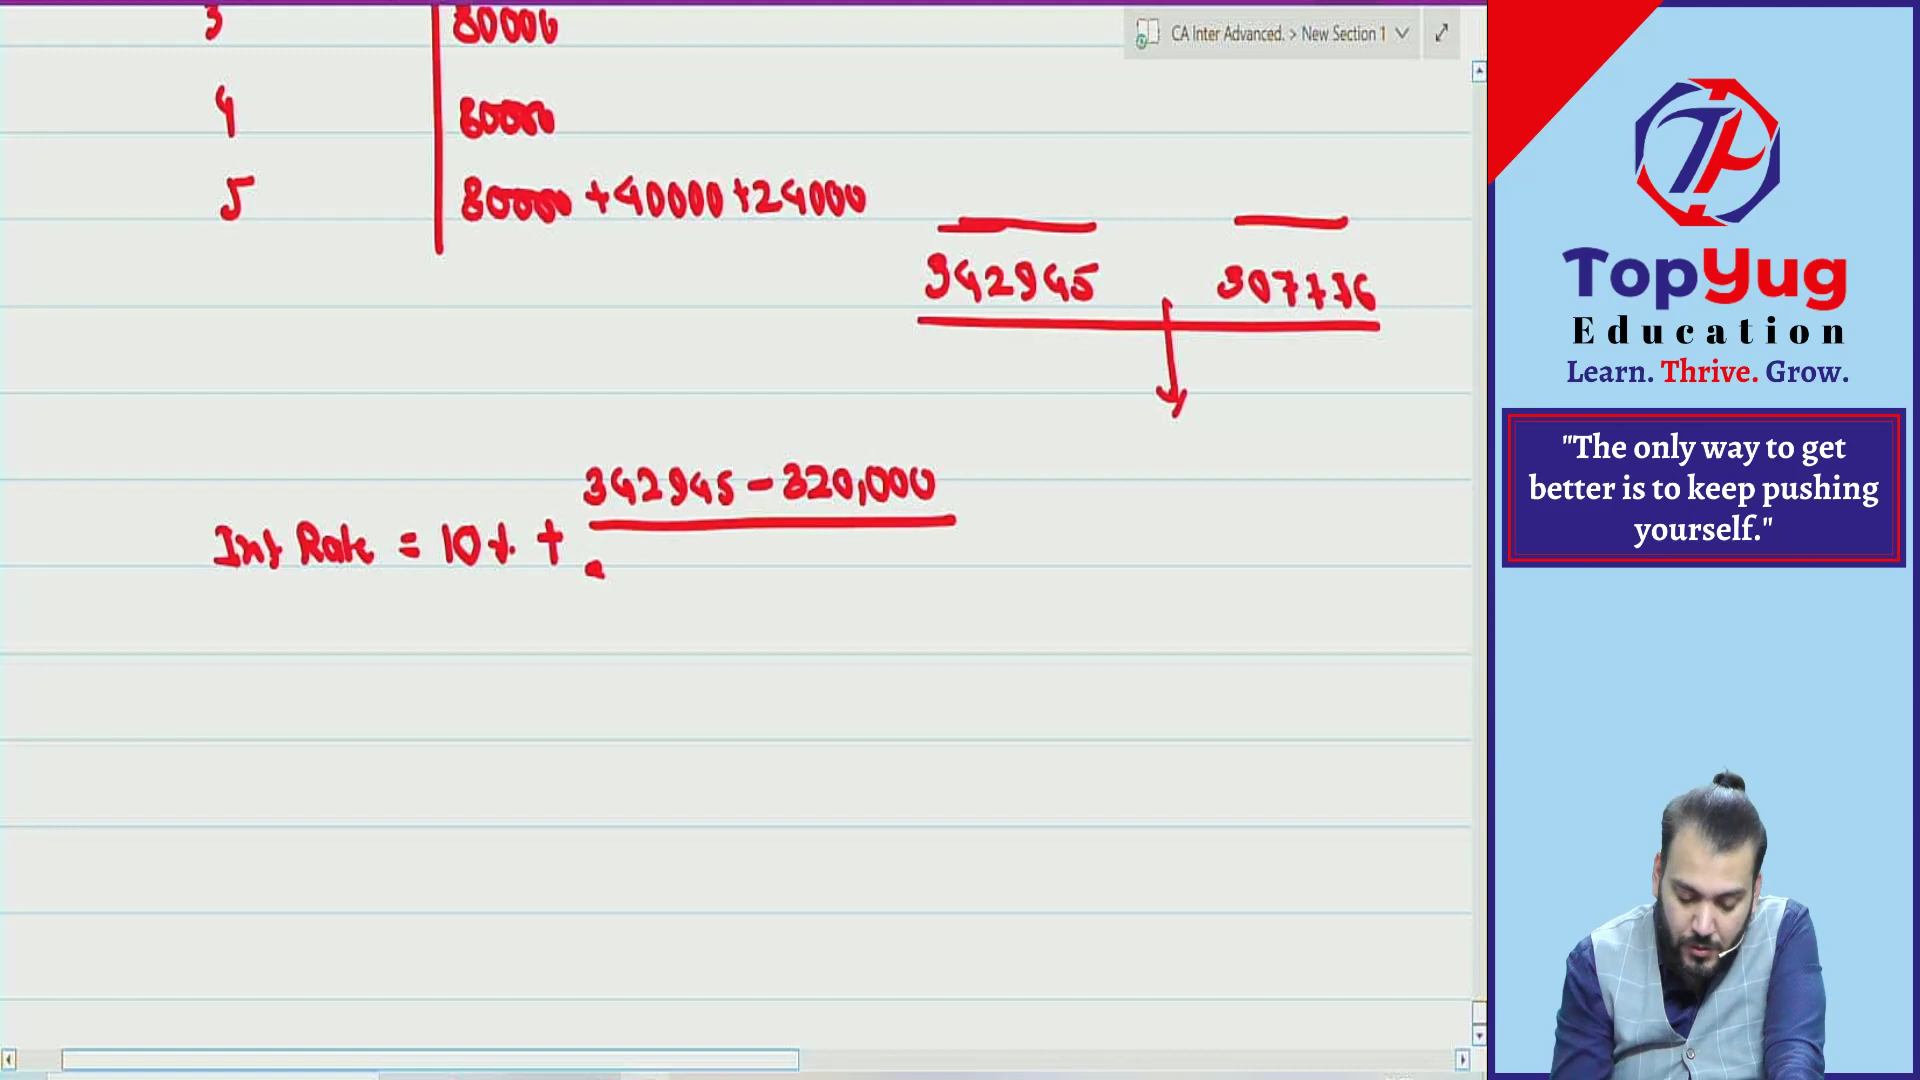 3 80000
CA Inter Advanced. > New Section 1
4 80000
5 80000 + 40000 + 24000
342945 307736
342945 - 320,000
Int Rate = 10%. +
TopYug
Education
Learn. Thrive. Grow.
"The only way to get
better is to keep pushing
yourself."